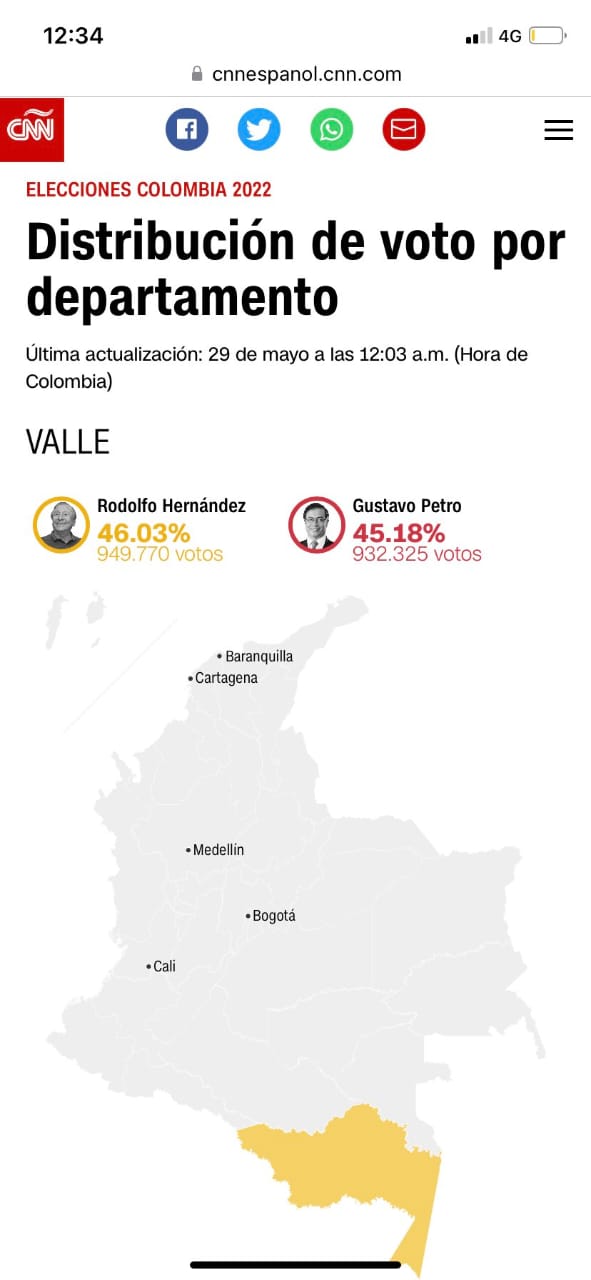 12:34
4G
cnnespanol.cnn.com
CNN
ELECCIONES COLOMBIA 2022
Distribución de voto por
departamento
Última actualización: 29 de mayo a las 12:03 a.m. (Hora de
Colombia)
VALLE
Rodolfo Hernández
46.03%
949.770 votos
Gustavo Petro
45.18%
932.325 votos
Baranquilla
Cartagena
Medellín
Bogotá
Cali